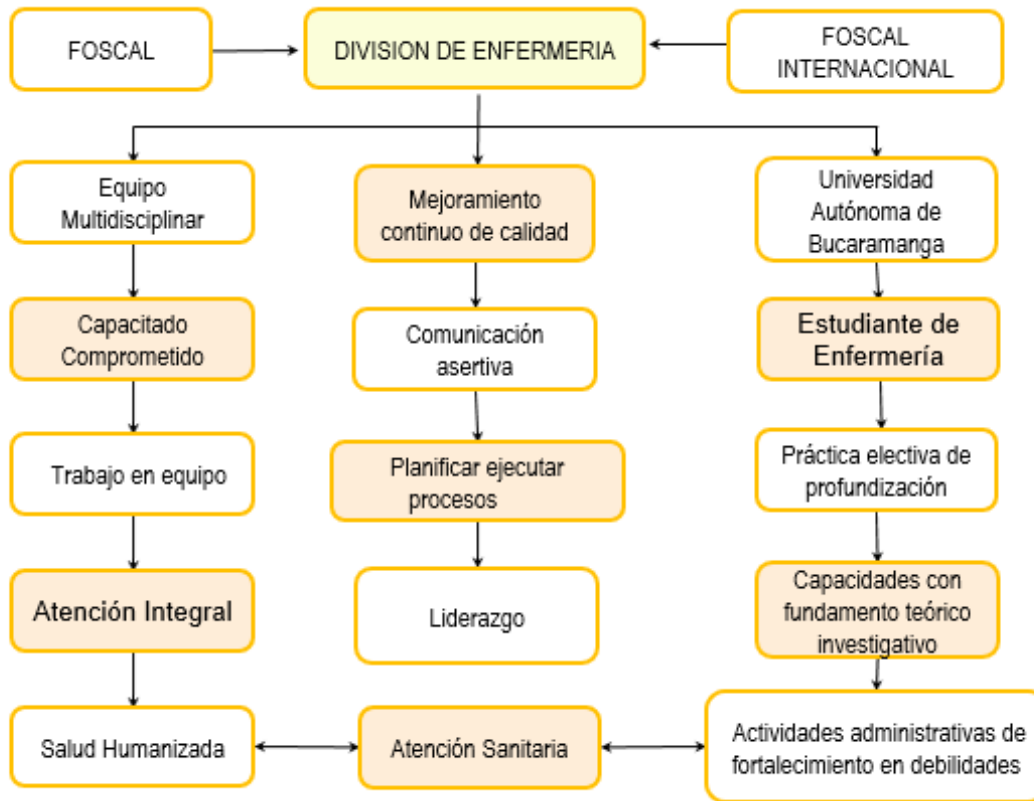 FOSCAL
DIVISION DE ENFERMERIA
FOSCAL
INTERNACIONAL
Equipo
Multidisciplinar
Mejoramiento
continuo de calidad
Universidad
Autónoma de
Bucaramanga
Capacitado
Comprometido
Comunicación
asertiva
Estudiante de
Enfermería
Trabajo en equipo
Planificar ejecutar
procesos
Práctica electiva de
profundización
Atención Integral
Liderazgo
Capacidades con
fundamento teórico
investigativo
Salud Humanizada
Atención Sanitaria
Actividades administrativas de
fortalecimiento en debilidades